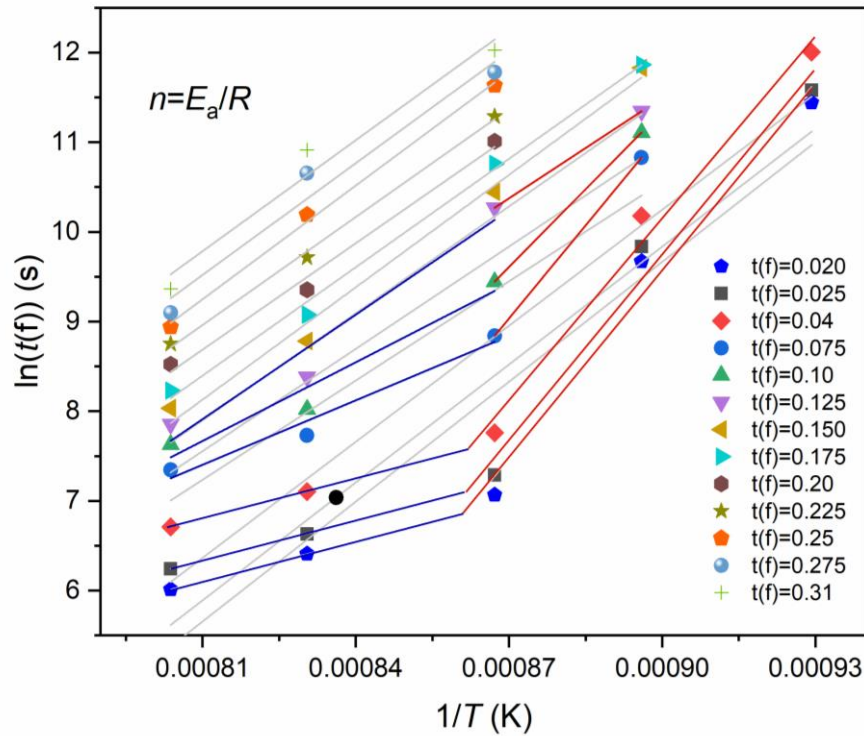 n=Ea/R
ln(t(f)) (s)
12
11
10
9
8
7
6
t(f)=0.020
t(f)=0.025
t(f)=0.04
t(f)=0.075
t(f)=0.10
t(f)=0.125
t(f)=0.150
t(f)=0.175
t(f)=0.20
t(f)=0.225
t(f)=0.25
t(f)=0.275
t(f)=0.31
0.00081 0.00084 0.00087 0.00090 0.00093
1/T (K)